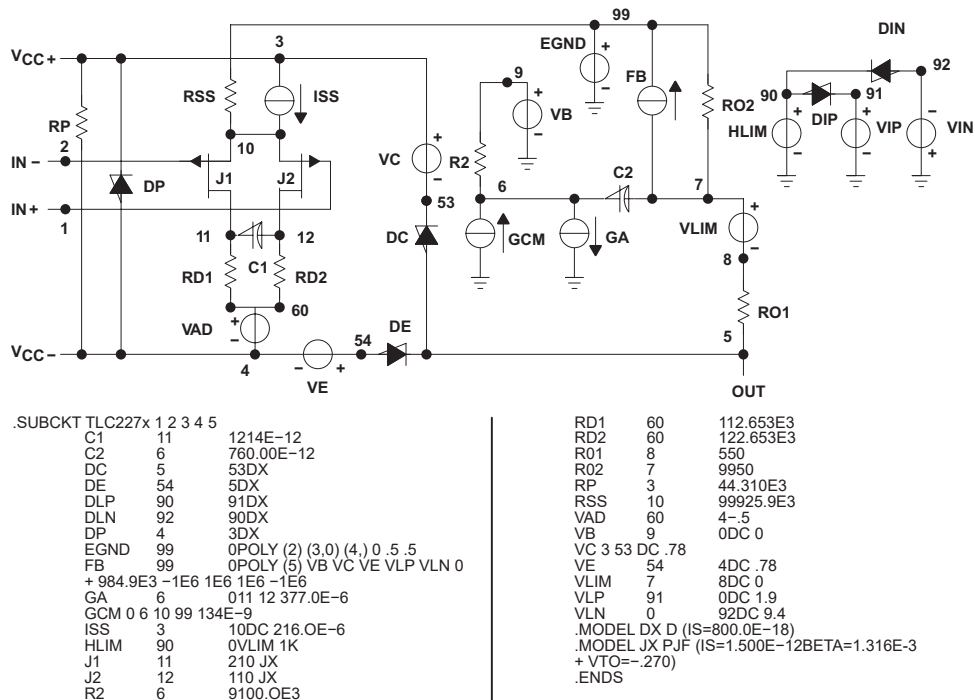 99
DIN
3
VCC+
EGND
+
FB
+
92
9
RSS
ISS
+
VB
RO2
90
91
RP
-
HLIM
DIP
VIP
VIN
2
IN -
10
VC
R2
C2
J1
J2
6
7
DP
53
IN+
1
VLIM
11
12
DC
GCM
GA
8
C1
RD1
RD2
RO1
60
VAD
DE
5
54
VCC-
4
VE
OUT
.SUBCKT TLC227x 1 2 3 4 5
C1 11 1214E-12
C2 6 760.00E-12
DC 5 53DX
DE 54 5DX
DLP 90 91DX
DLN 92 90DX
DP 4 3DX
EGND 99 0POLY (2) (3,0) (4,) 0 .5 .5
FB 99 0POLY (5) VB VC VE VLP VLN 0
+ 984.9E3 -1E6 1E6 1E6 -1E6
GA 6 011 12 377.0E-6
GCM 0 6 10 99 134E-9
ISS 3 10DC 216.OE-6
HLIM 90 0VLIM 1K
J1 11 210 JX
J2 12 110 JX
R2 6 9100.OE3
RD1 60 112.653E3
RD2 60 122.653E3
R01 8 550
R02 7 9950
RP 3 44.310E3
RSS 10 99925.9E3
VAD 60 4-.5
VB 9 0DC 0
VC 3 53 DC .78
VE 54 4DC .78
VLIM 7 8DC 0
VLP 91 0DC 1.9
VLN 0 92DC 9.4
.MODEL DX D (IS=800.0E-18)
.MODEL JX PJF (IS=1.500E-12BETA=1.316E-3
+ VTO=-.270)
.ENDS